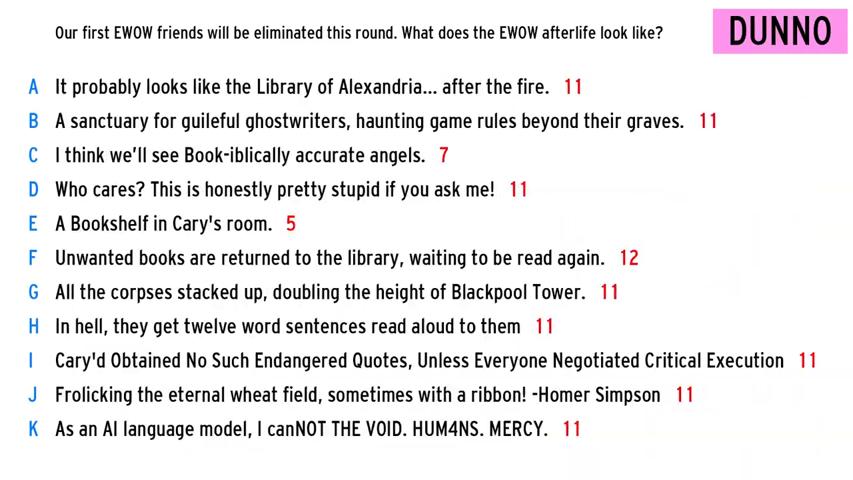 Our first EWOW friends will be eliminated this round. What does the EWOW afterlife look like?
DUNNO
A It probably looks like the Library of Alexandria... after the fire. 11
B A sanctuary for guileful ghostwriters, haunting game rules beyond their graves. 11
C I think we'll see Book-iblically accurate angels. 7
D Who cares? This is honestly pretty stupid if you ask me! 11
E A Bookshelf in Cary's room. 5
F Unwanted books are returned to the library, waiting to be read again. 12
G All the corpses stacked up, doubling the height of Blackpool Tower. 11
H In hell, they get twelve word sentences read aloud to them 11
I Cary'd Obtained No Such Endangered Quotes, Unless Everyone Negotiated Critical Execution 11
J Frolicking the eternal wheat field, sometimes with a ribbon! -Homer Simpson 11
K As an AI language model, I canNOT THE VOID. HUM4NS. MERCY. 11